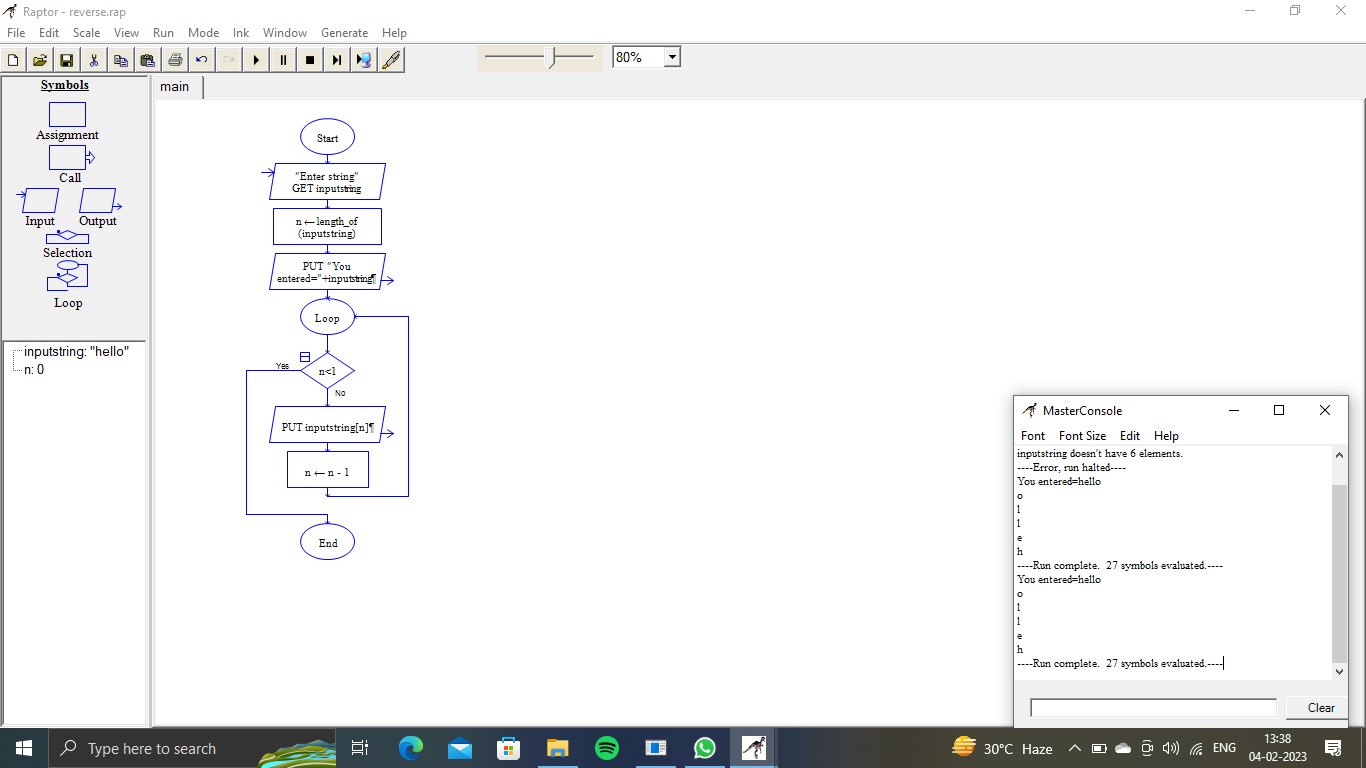 Raptor - reverse.rap
File Edit Scale View Run Mode Ink Window Generate Help
80%
Symbols
Assignment
Call
Input Output
Selection
Loop
inputstring: "hello"
n: 0
main
Start
"Enter string"
GET inputstring
n ← length_of
(inputstring)
PUT "You
entered="+inputstring¶
Loop
Yes
n<1
No
PUT inputstring[n]¶
n ← n - 1
End
MasterConsole
Font Font Size Edit Help
inputstring doesn't have 6 elements.
----Error, run halted----
You entered=hello
o
l
l
e
h
----Run complete.  27 symbols evaluated.----
You entered=hello
o
l
l
e
h
----Run complete.  27 symbols evaluated.----
Clear
Type here to search
30°C Haze
ENG
13:38
04-02-2023